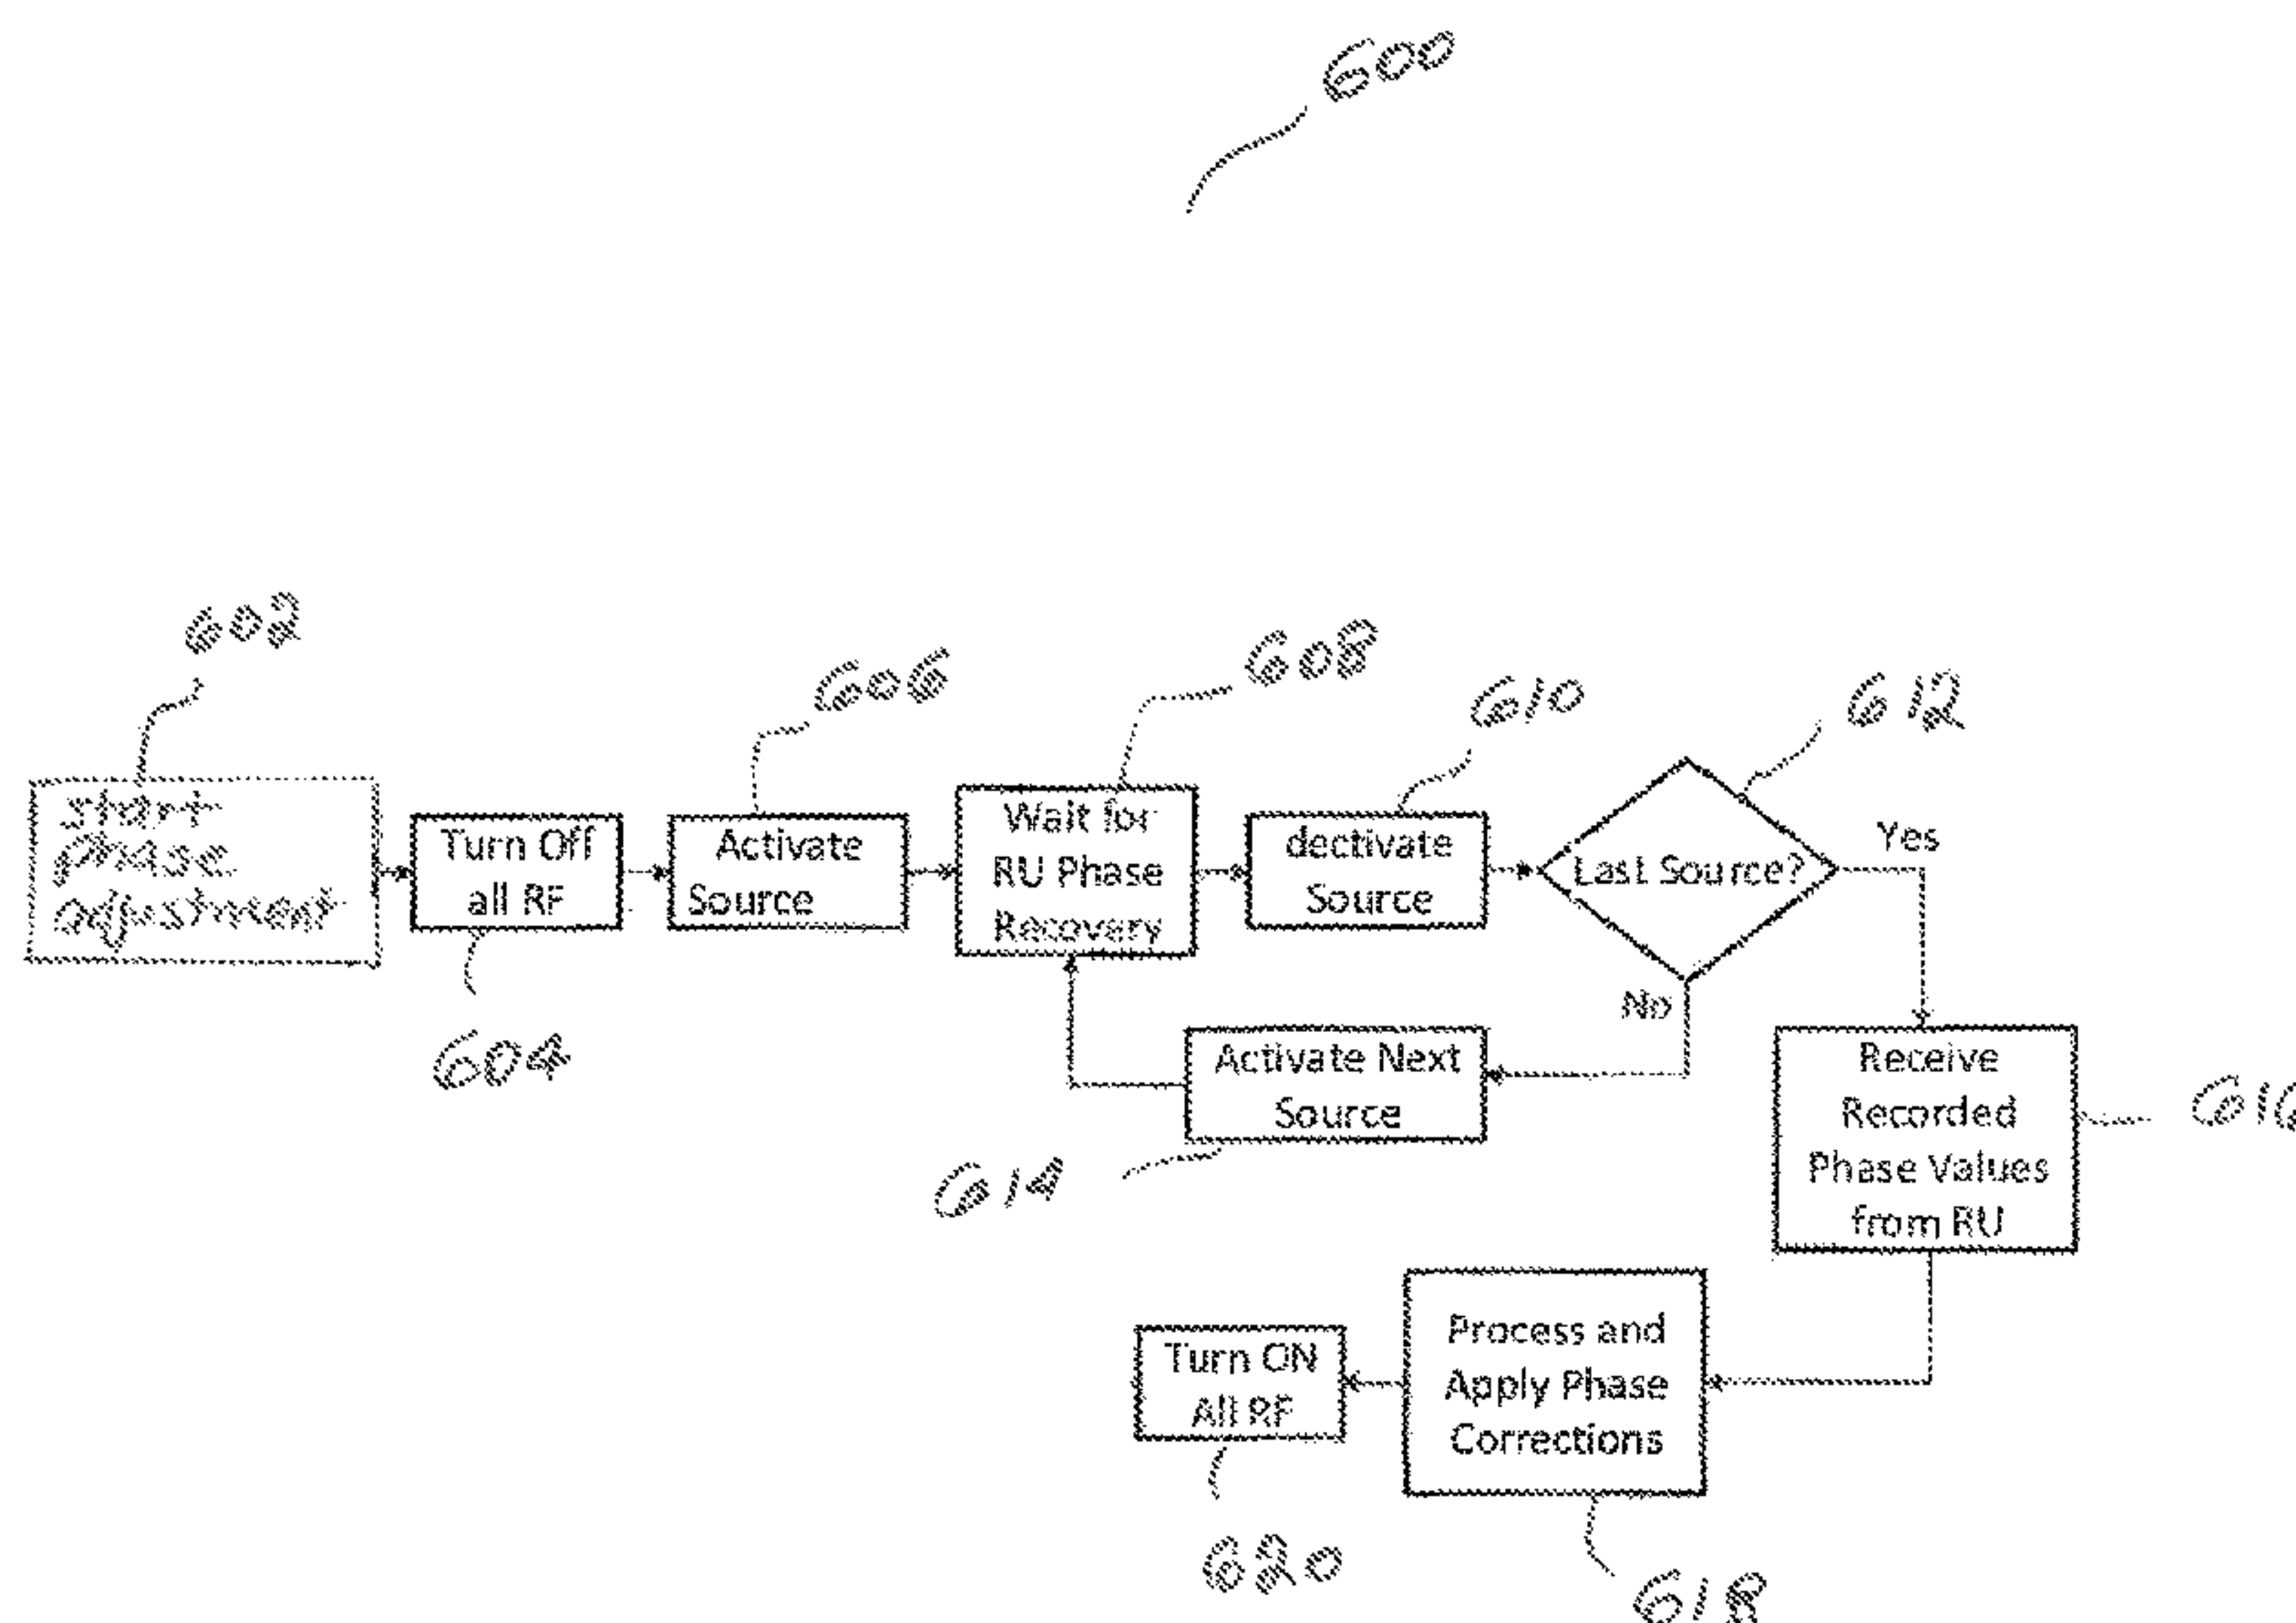 600
602
606
608
610
612
start
phase
adjustment
Turn Off
all RF
Activate
Source
Wait for
RU Phase
Recovery
dectivate
Source
Last Source?
Yes
No
604
Activate Next
Source
614
Receive
Recorded
Phase Values
from RU
616
Process and
Apply Phase
Corrections
Turn ON
All RF
620
618